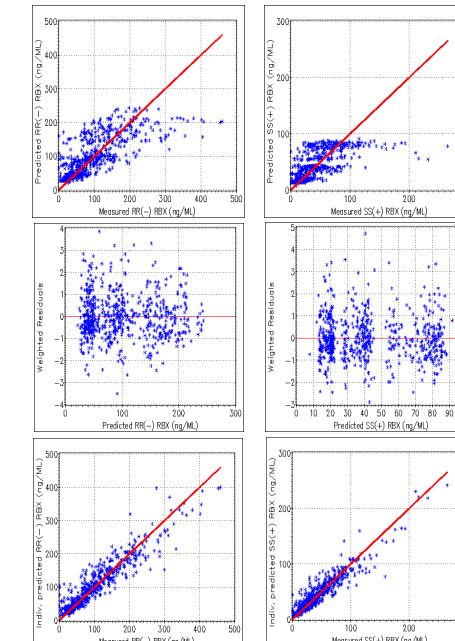 500
400
300
200
100
0
Predicted RR(−) RBX (ng/ML)
0 100 200 300 400 500
Measured RR(−) RBX (ng/ML)
300
200
100
0
Predicted SS(+) RBX (ng/ML)
0 100 200
Measured SS(+) RBX (ng/ML)
4
3
2
1
0
−1
−2
−3
−4
Weighted Residuals
0 100 200 300
Predicted RR(−) RBX (ng/ML)
5
4
3
2
1
0
−1
−2
−3
Weighted Residuals
0 10 20 30 40 50 60 70 80 90
Predicted SS(+) RBX (ng/ML)
500
400
300
200
100
0
Indiv. predicted RR(−) RBX (ng/ML)
0 100 200 300 400 500
Measured RR(−) RBX (ng/ML)
300
200
100
0
Indiv. predicted SS(+) RBX (ng/ML)
0 100 200
Measured SS(+) RBX (ng/ML)